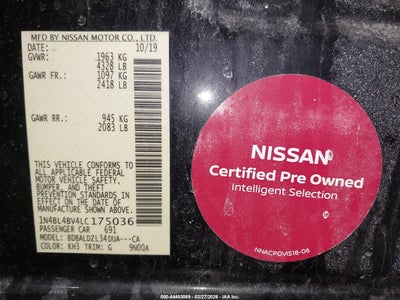 MFD BY NISSAN MOTOR CO., LTD.
DATE: 10/19
GVWR: 1963 KG
4328 LB
GAWR FR.: 1097 KG
2418 LB
GAWR RR: 945 KG
2083 LB
THIS VEHICLE CONFORMS TO
ALL APPLICABLE FEDERAL
MOTOR VEHICLE SAFETY,
BUMPER, AND THEFT
PREVENTION STANDARDS IN
EFFECT ON THE DATE OF
MANUFACTURE SHOWN ABOVE.
1N4BL4BV4LC175036
PASSENGER CAR 691
MODEL: BDBALDZL34DUA---CA
COLOR: KH3 TRIM: G 9N00A
NISSAN
Certified Pre Owned
Intelligent Selection
NNACPOVIS18-06
000-44493089 - 02/27/2026 - IAA Inc.